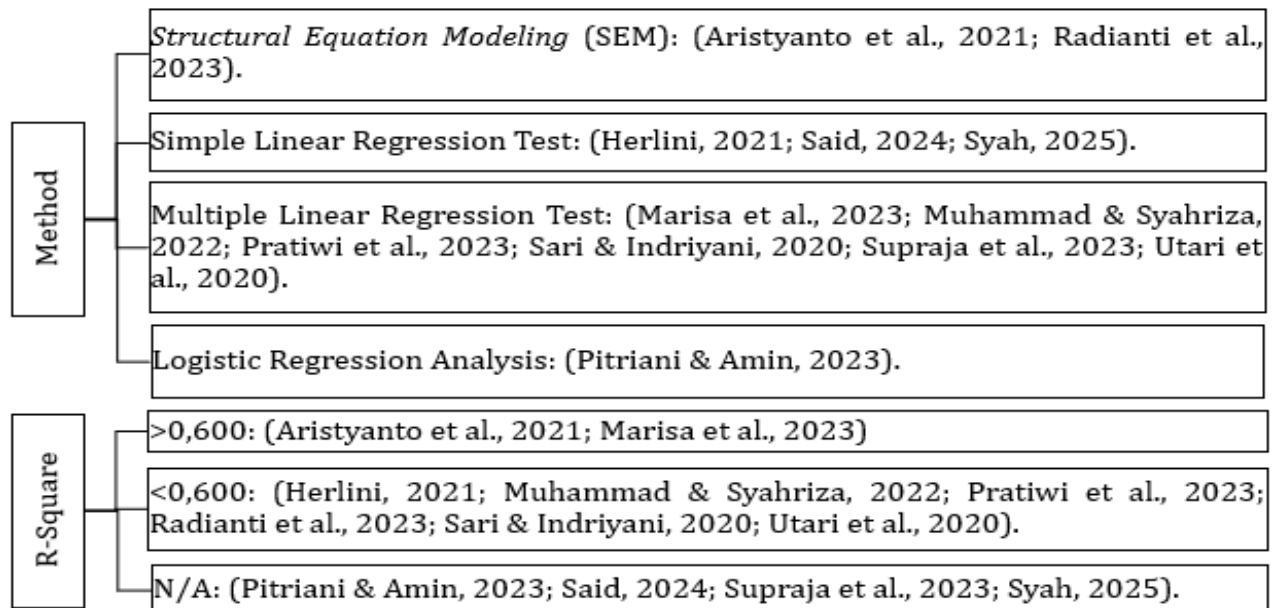 Method
Structural Equation Modeling (SEM): (Aristyanto et al., 2021; Radianti et al.,
2023).
Simple Linear Regression Test: (Herlini, 2021; Said, 2024; Syah, 2025).
Multiple Linear Regression Test: (Marisa et al., 2023; Muhammad & Syahriza,
2022; Pratiwi et al., 2023; Sari & Indriyani, 2020; Supraja et al., 2023; Utari et
al., 2020).
Logistic Regression Analysis: (Pitriani & Amin, 2023).
R-Square
>0,600: (Aristyanto et al., 2021; Marisa et al., 2023)
<0,600: (Herlini, 2021; Muhammad & Syahriza, 2022; Pratiwi et al., 2023;
Radianti et al., 2023; Sari & Indriyani, 2020; Utari et al., 2020).
N/A: (Pitriani & Amin, 2023; Said, 2024; Supraja et al., 2023; Syah, 2025).